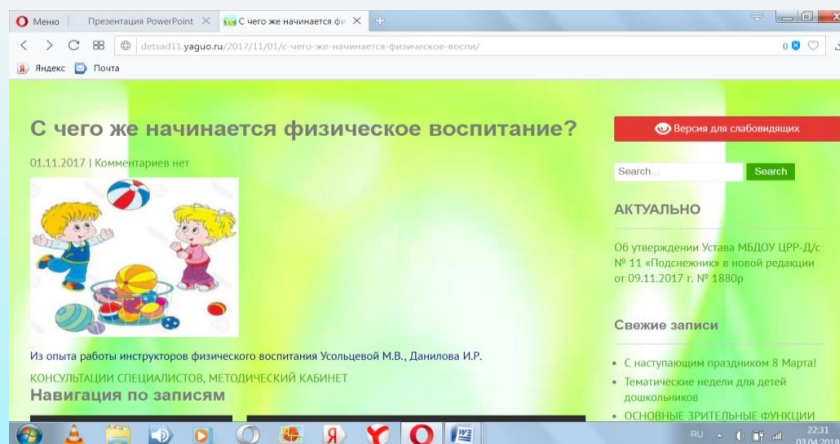 Меню
Презентация PowerPoint
С чего же начинается фи
detsad11.yaguo.ru/2017/11/01/с-чего-же-начинается-физическое-воспи/
0
Яндекс
Почта
С чего же начинается физическое воспитание?
01.11.2017 | Комментариев нет
Из опыта работы инструкторов физического воспитания Усольцевой М.В., Данилова И.Р.
КОНСУЛЬТАЦИИ СПЕЦИАЛИСТОВ, МЕТОДИЧЕСКИЙ КАБИНЕТ
Навигация по записям
Версия для слабовидящих
Search...
Search
АКТУАЛЬНО
Об утверждении Устава МБДОУ ЦРР-Д/с
№ 11 «Подснежник» в новой редакции
от 09.11.2017 г. № 1880р
Свежие записи
С наступающим праздником 8 Марта!
Тематические недели для детей
дошкольников
ОСНОВНЫЕ ЗРИТЕЛЬНЫЕ ФУНКЦИИ
RU
22:31